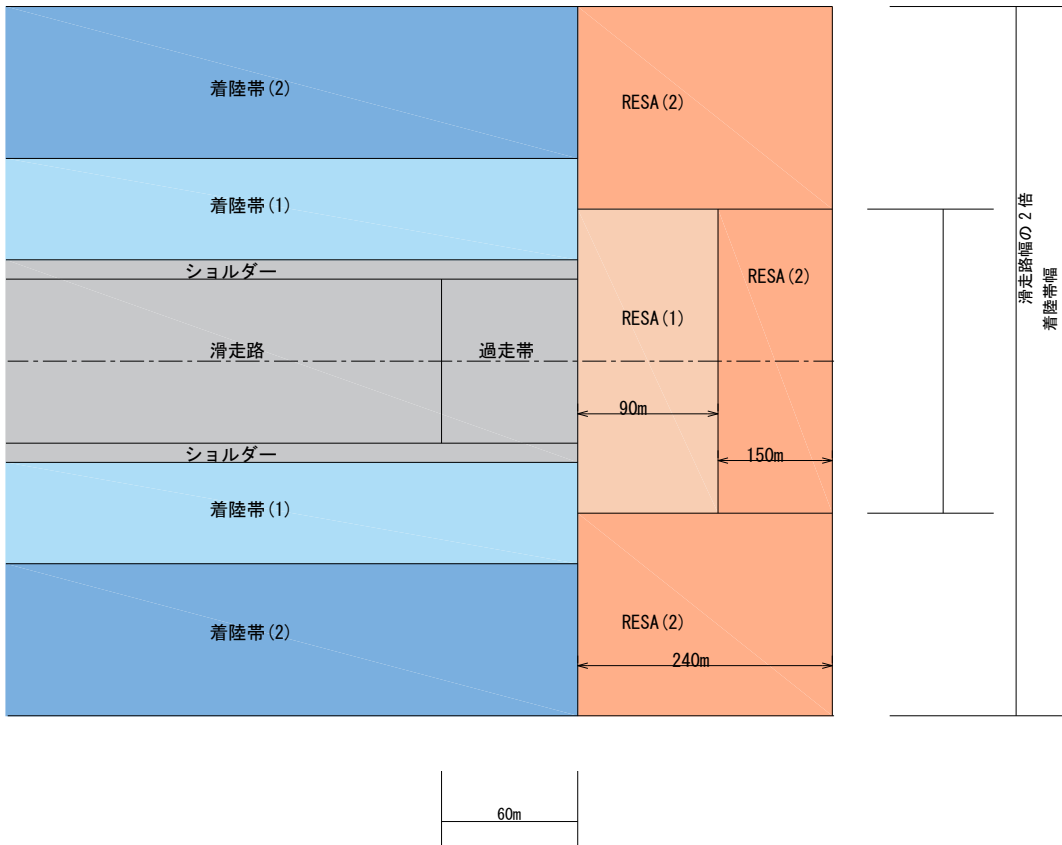 着陸帯(2)
RESA(2)
着陸帯(1)
ショルダー
RESA(2)
RESA(1)
滑走路
過走帯
90m
ショルダー
150m
着陸帯(1)
RESA(2)
着陸帯(2)
240m
滑走路幅の2倍
着陸帯幅
60m